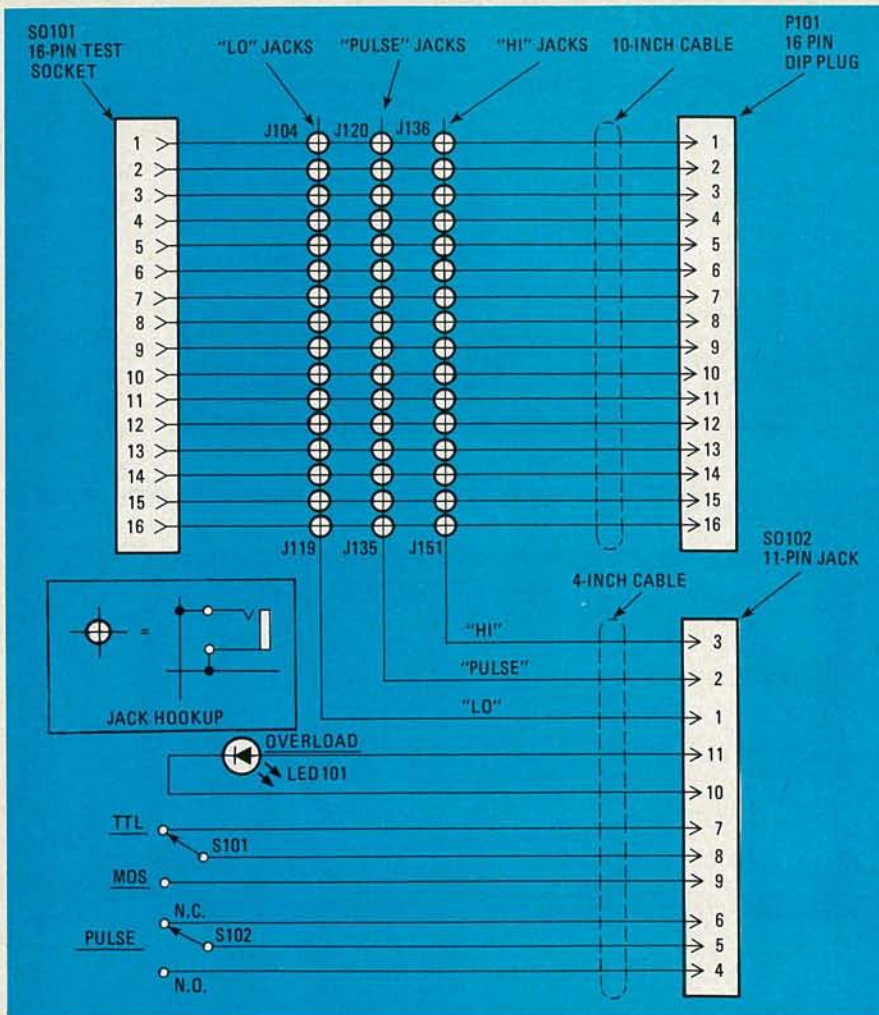 SO101
16-PIN TEST
SOCKET
"LO" JACKS
"PULSE" JACKS
"HI" JACKS
10-INCH CABLE
P101
16 PIN
DIP PLUG
J104
J120
J136
1
2
3
4
5
6
7
8
9
10
11
12
13
14
15
16
1
2
3
4
5
6
7
8
9
10
11
12
13
14
15
16
J119
J135
J151
SO102
11-PIN JACK
4-INCH CABLE
=
JACK HOOKUP
"HI"
3
"PULSE"
2
"LO"
1
OVERLOAD
11
LED101
10
TTL
7
S101
8
MOS
9
N.C.
6
PULSE
S102
5
N.O.
4